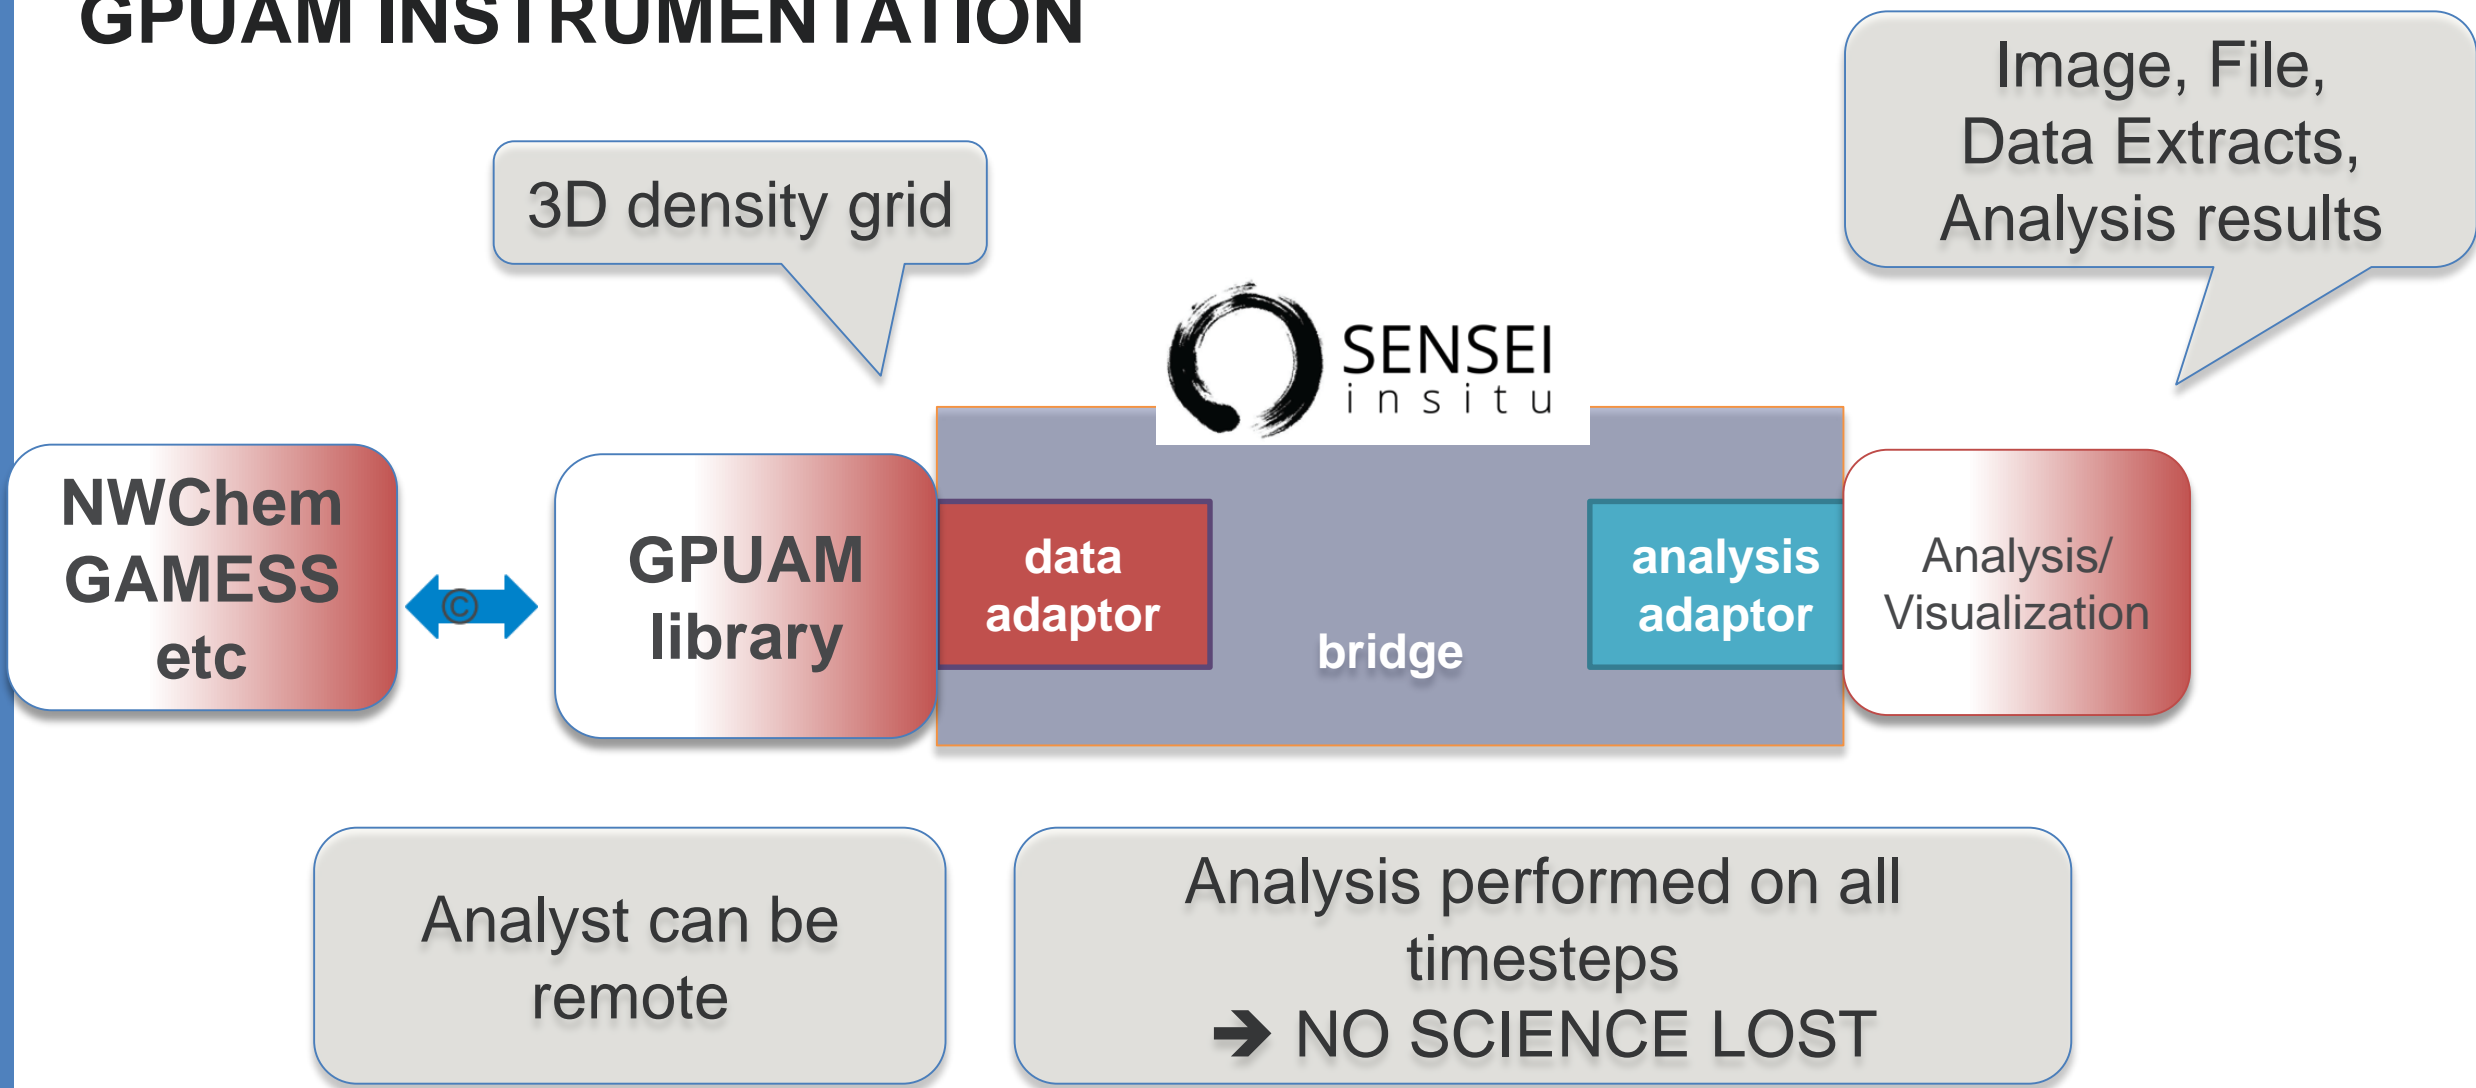 GPUAM INSTRUMENTATION
Image, File,
Data Extracts,
Analysis results
3D density grid
SENSEI
insitu
NWChem
GAMESS
etc
©
GPUAM
library
data
adaptor
bridge
analysis
adaptor
Analysis/
Visualization
Analyst can be
remote
Analysis performed on all
timesteps
➔ NO SCIENCE LOST